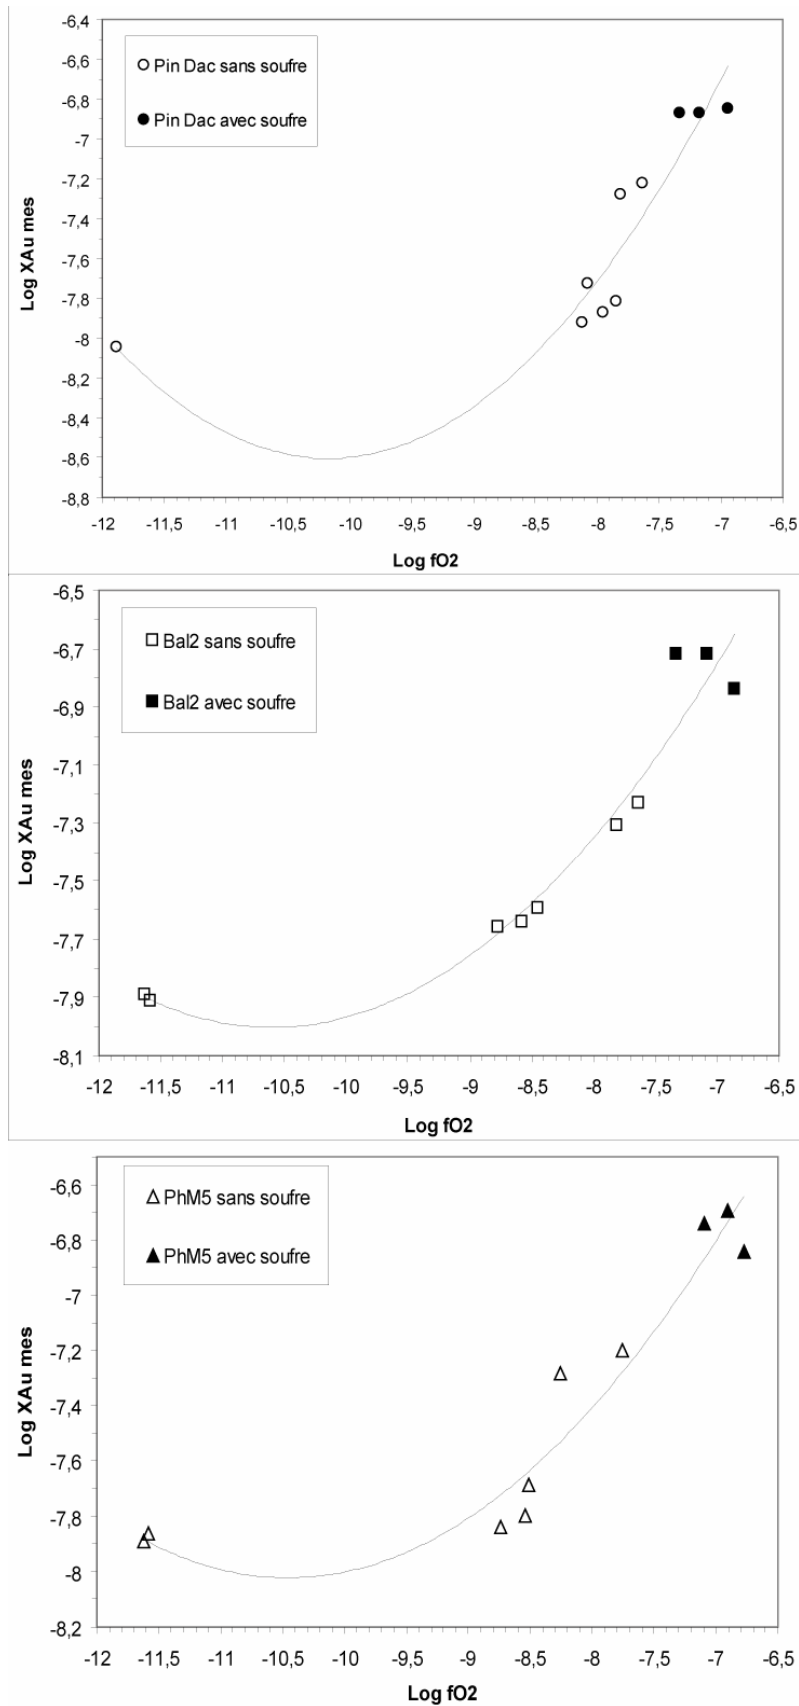 -6,4
-6,6
-6,8
-7
-7,2
-7,4
-7,6
-7,8
-8
-8,2
-8,4
-8,6
-8,8
Log XAu mes
Pin Dac sans soufre
Pin Dac avec soufre
-12 -11,5 -11 -10,5 -10 -9,5 -9 -8,5 -8 -7,5 -7 -6,5
Log fO2
-6,5
-6,7
-6,9
-7,1
-7,3
-7,5
-7,7
-7,9
-8,1
Log XAu mes
Bal2 sans soufre
Bal2 avec soufre
-12 -11,5 -11 -10,5 -10 -9,5 -9 -8,5 -8 -7,5 -7 -6,5
Log fO2
-6,6
-6,8
-7
-7,2
-7,4
-7,6
-7,8
-8
-8,2
Log XAu mes
PhM5 sans soufre
PhM5 avec soufre
-12 -11,5 -11 -10,5 -10 -9,5 -9 -8,5 -8 -7,5 -7 -6,5
Log fO2